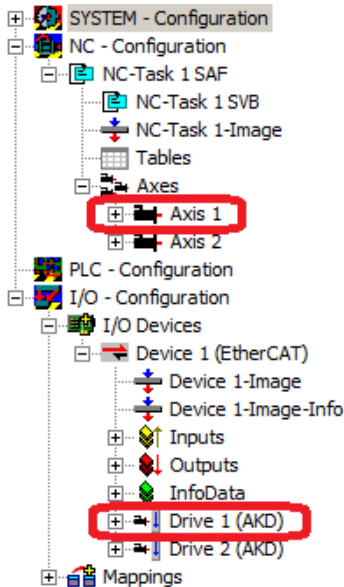 SYSTEM - Configuration
NC - Configuration
NC-Task 1 SAF
NC-Task 1 SVB
NC-Task 1-Image
Tables
Axes
Axis 1
Axis 2
PLC - Configuration
I/O - Configuration
I/O Devices
Device 1 (EtherCAT)
Device 1-Image
Device 1-Image-Info
Inputs
Outputs
InfoData
Drive 1 (AKD)
Drive 2 (AKD)
Mappings